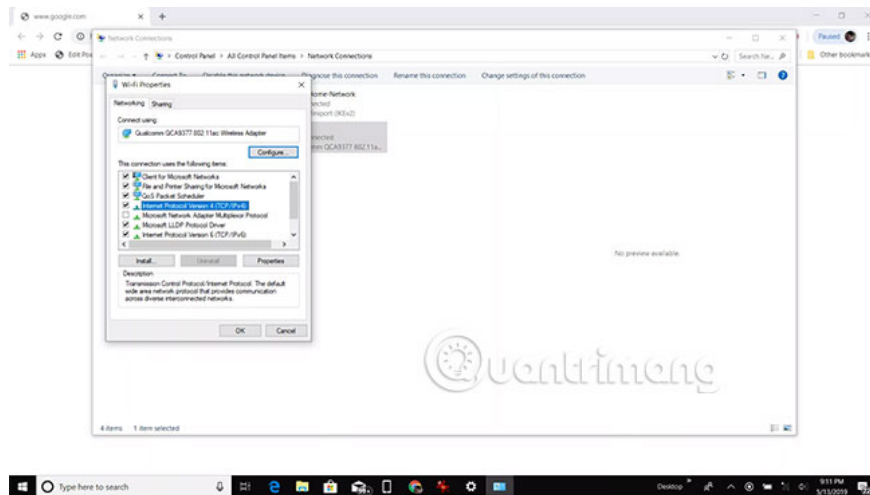 www.google.com
Paused
Apps
Other bookmark
Network Connections
Control Panel > All Control Panel Items > Network Connections
Search Ne...
Diagnose this connection Rename this connection Change settings of this connection
Wi-Fi Properties
Networking Sharing
Connect using:
Qualcomm QCA9377 802.11ac Wireless Adapter
Configure...
This connection uses the following items:
Client for Microsoft Networks
File and Printer Sharing for Microsoft Networks
QoS Packet Scheduler
Internet Protocol Version 4 (TCP/IPv4)
Microsoft Network Adapter Multiplexor Protocol
Microsoft LLDP Protocol Driver
Internet Protocol Version 6 (TCP/IPv6)
Install... Uninstall Properties
Description
Transmission Control Protocol/Internet Protocol. The default
wide area network protocol that provides communication
across diverse interconnected networks.
OK Cancel
QCA9377 802.11a...
No preview available.
Quantrimang
4 items 1 item selected
Type here to search
Desktop
9:11 PM
5/13/2019